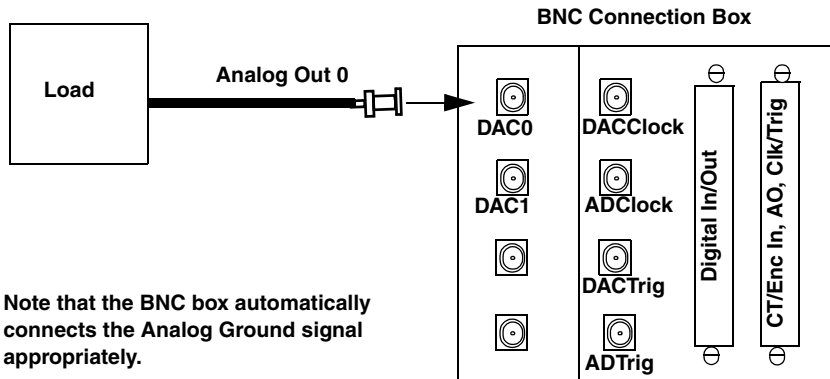 BNC Connection Box
Load
Analog Out 0
DAC0
DACClock
DAC1
ADClock
DACTrig
ADTrig
Digital In/Out
CT/Enc In, AO, Clk/Trig
Note that the BNC box automatically
connects the Analog Ground signal
appropriately.